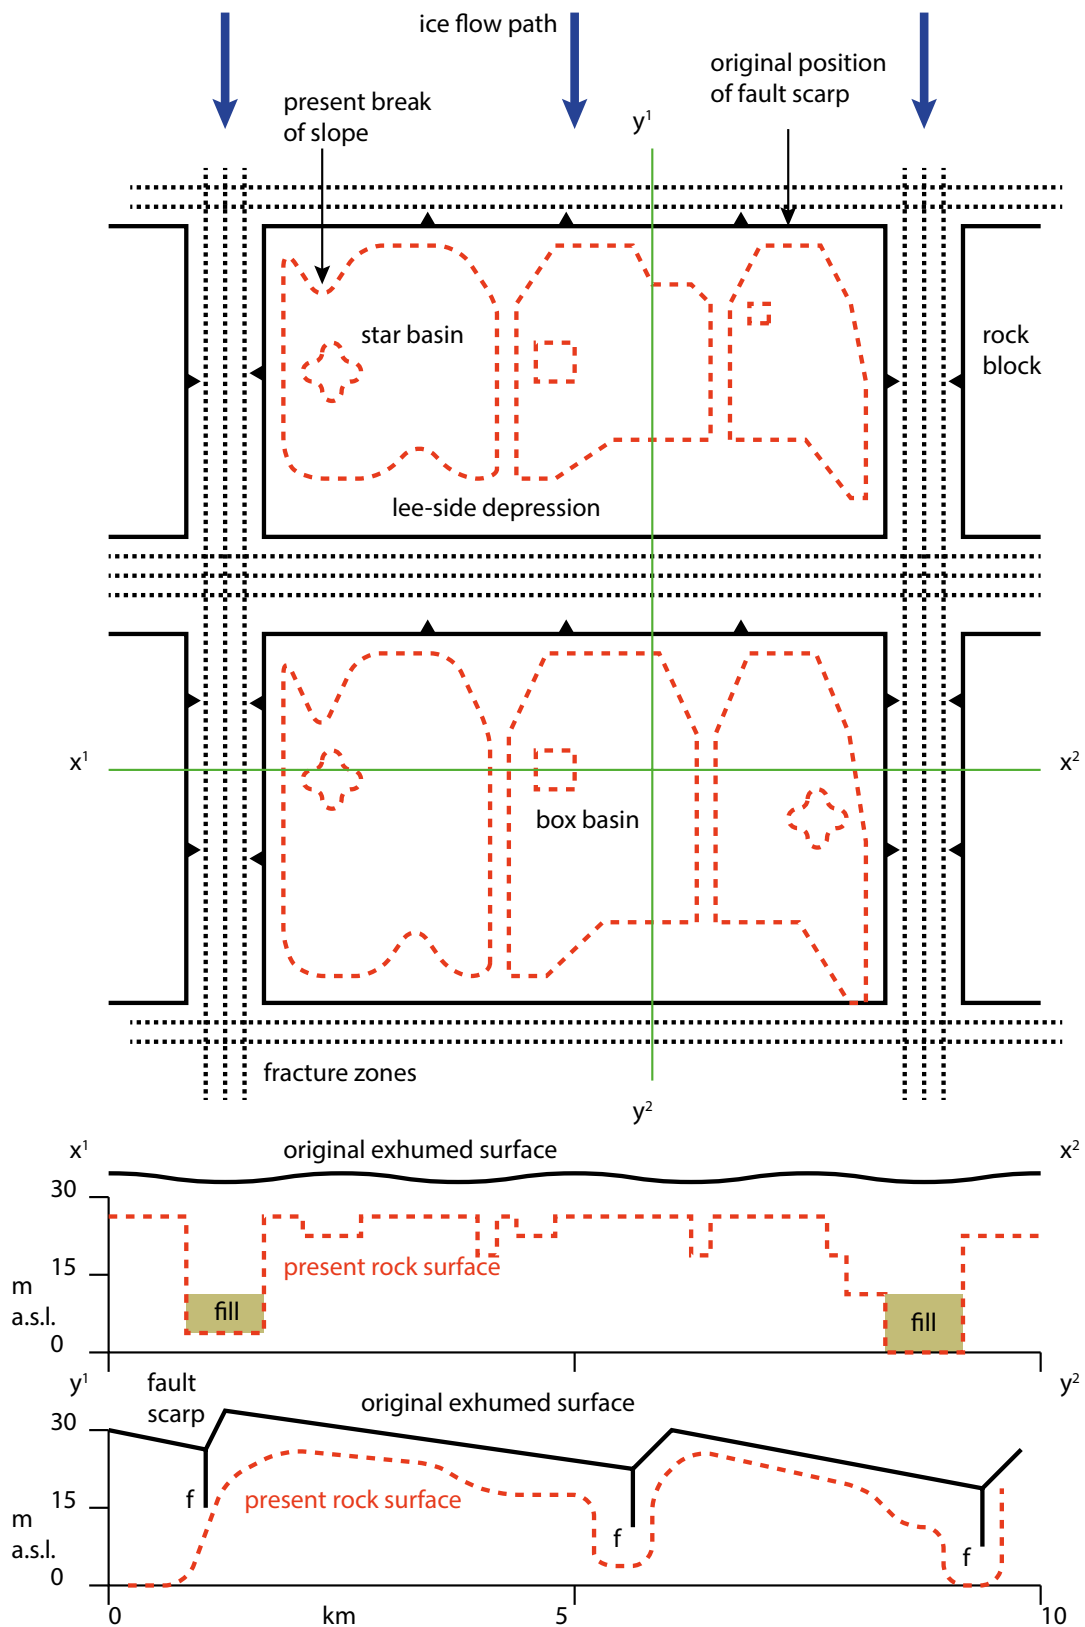 ice flow path
original position
of fault scarp
present break
of slope
y¹
star basin
rock
block
lee-side depression
x¹
x²
box basin
fracture zones
y²
x¹
original exhumed surface
x²
30
present rock surface
15
m
a.s.l.
fill
fill
0
y¹
fault
scarp
original exhumed surface
y²
30
f
present rock surface
15
m
a.s.l.
f
f
0
0
km
5
10